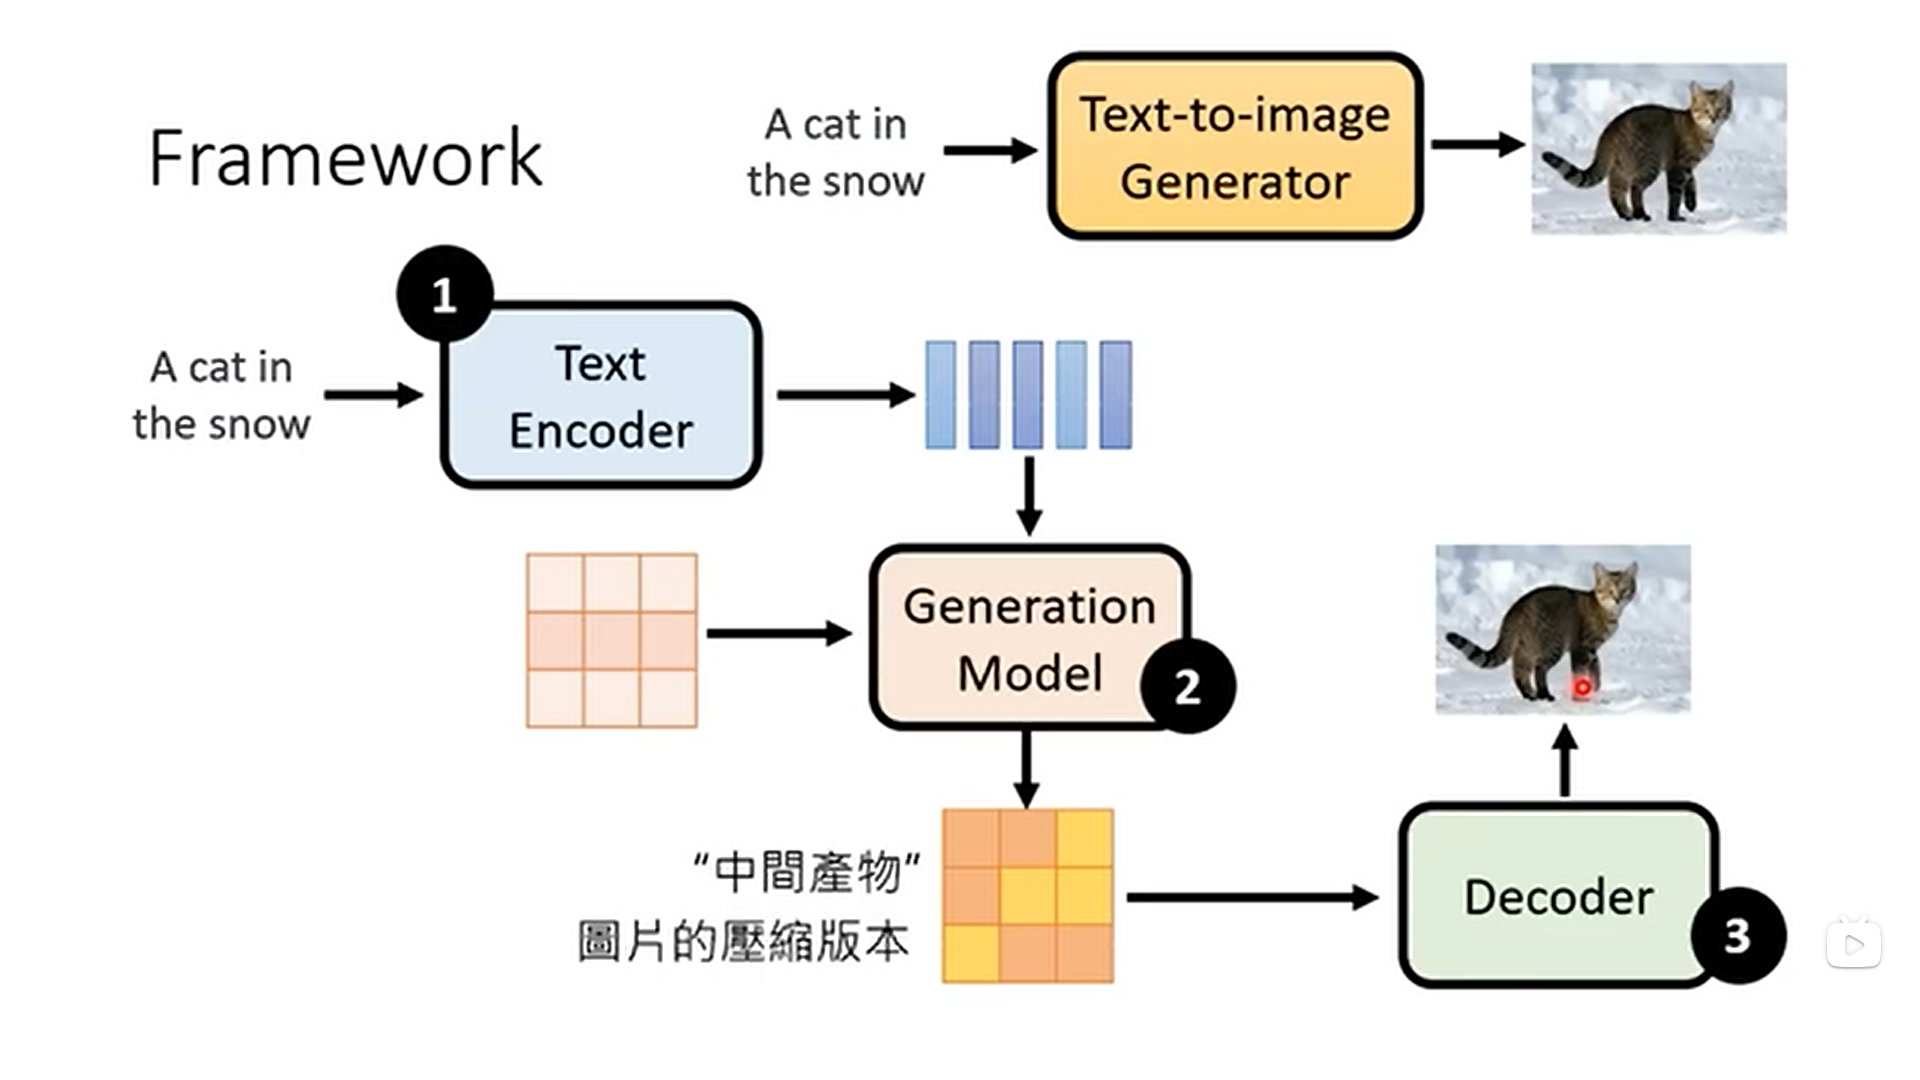 Framework
A cat in
the snow
Text-to-image
Generator
1
A cat in
the snow
Text
Encoder
Generation
Model
2
“中間產物”
圖片的壓縮版本
Decoder
3